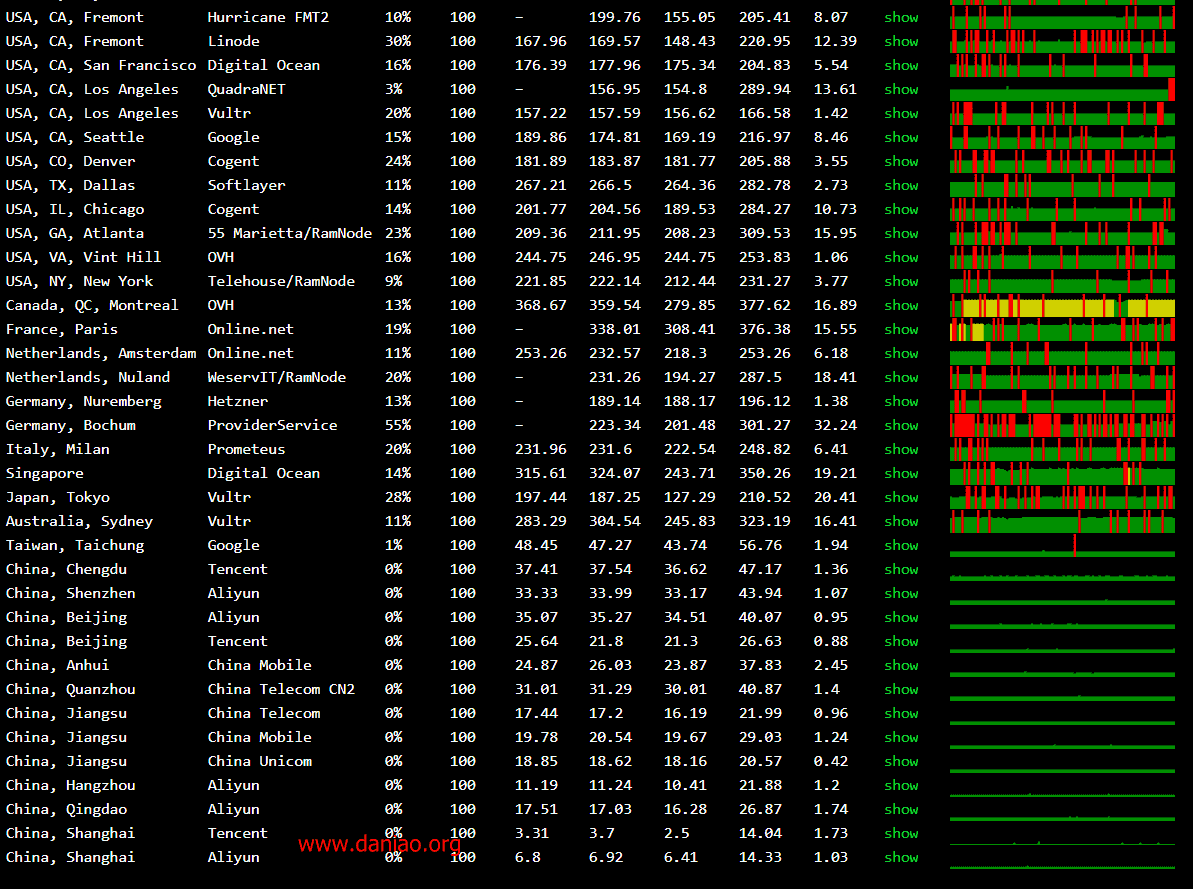 USA, CA, Fremont Hurricane FMT2 10% 100 – 199.76 155.05 205.41 8.07 show
USA, CA, Fremont Linode 30% 100 167.96 169.57 148.43 220.95 12.39 show
USA, CA, San Francisco Digital Ocean 16% 100 176.39 177.96 175.34 204.83 5.54 show
USA, CA, Los Angeles QuadraNET 3% 100 – 156.95 154.8 289.94 13.61 show
USA, CA, Los Angeles Vultr 20% 100 157.22 157.59 156.62 166.58 1.42 show
USA, CA, Seattle Google 15% 100 189.86 174.81 169.19 216.97 8.46 show
USA, CO, Denver Cogent 24% 100 181.89 183.87 181.77 205.88 3.55 show
USA, TX, Dallas Softlayer 11% 100 267.21 266.5 264.36 282.78 2.73 show
USA, IL, Chicago Cogent 14% 100 201.77 204.56 189.53 284.27 10.73 show
USA, GA, Atlanta 55 Marietta/RamNode 23% 100 209.36 211.95 208.23 309.53 15.95 show
USA, VA, Vint Hill OVH 16% 100 244.75 246.95 244.75 253.83 1.06 show
USA, NY, New York Telehouse/RamNode 9% 100 221.85 222.14 212.44 231.27 3.77 show
Canada, QC, Montreal OVH 13% 100 368.67 359.54 279.85 377.62 16.89 show
France, Paris Online.net 19% 100 – 338.01 308.41 376.38 15.55 show
Netherlands, Amsterdam Online.net 11% 100 253.26 232.57 218.3 253.26 6.18 show
Netherlands, Nuland WeservIT/RamNode 20% 100 – 231.26 194.27 287.5 18.41 show
Germany, Nuremberg Hetzner 13% 100 – 189.14 188.17 196.12 1.38 show
Germany, Bochum ProviderService 55% 100 – 223.34 201.48 301.27 32.24 show
Italy, Milan Prometeus 20% 100 231.96 231.6 222.54 248.82 6.41 show
Singapore Digital Ocean 14% 100 315.61 324.07 243.71 350.26 19.21 show
Japan, Tokyo Vultr 28% 100 197.44 187.25 127.29 210.52 20.41 show
Australia, Sydney Vultr 11% 100 283.29 304.54 245.83 323.19 16.41 show
Taiwan, Taichung Google 1% 100 48.45 47.27 43.74 56.76 1.94 show
China, Chengdu Tencent 0% 100 37.41 37.54 36.62 47.17 1.36 show
China, Shenzhen Aliyun 0% 100 33.33 33.99 33.17 43.94 1.07 show
China, Beijing Aliyun 0% 100 35.07 35.27 34.51 40.07 0.95 show
China, Beijing Tencent 0% 100 25.64 21.8 21.3 26.63 0.88 show
China, Anhui China Mobile 0% 100 24.87 26.03 23.87 37.83 2.45 show
China, Quanzhou China Telecom CN2 0% 100 31.01 31.29 30.01 40.87 1.4 show
China, Jiangsu China Telecom 0% 100 17.44 17.2 16.19 21.99 0.96 show
China, Jiangsu China Mobile 0% 100 19.78 20.54 19.67 29.03 1.24 show
China, Jiangsu China Unicom 0% 100 18.85 18.62 18.16 20.57 0.42 show
China, Hangzhou Aliyun 0% 100 11.19 11.24 10.41 21.88 1.2 show
China, Qingdao Aliyun 0% 100 17.51 17.03 16.28 26.87 1.74 show
China, Shanghai Tencent 0% 100 3.31 3.7 2.5 14.04 1.73 show
www.daniao.org
China, Shanghai Aliyun 0% 100 6.8 6.92 6.41 14.33 1.03 show